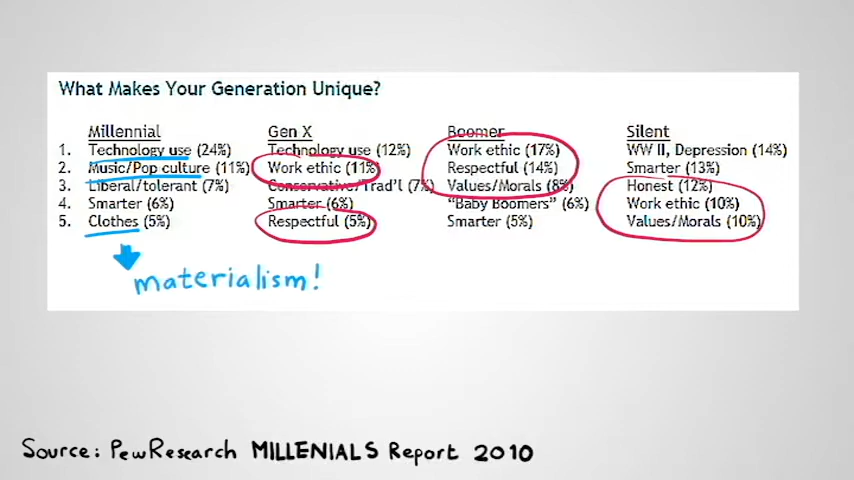 What Makes Your Generation Unique?
Millennial Gen X Boomer Silent
1. Technology use (24%) Technology use (12%) Work ethic (17%) WW II, Depression (14%)
2. Music/Pop culture (11%) Work ethic (11%) Respectful (14%) Smarter (13%)
3. Liberal/tolerant (7%) Conservative/Trad'l (7%) Values/Morals (8%) Honest (12%)
4. Smarter (6%) Smarter (6%) "Baby Boomers" (6%) Work ethic (10%)
5. Clothes (5%) Respectful (5%) Smarter (5%) Values/Morals (10%)
materialism!
Source: PewResearch MILLENIALS Report 2010